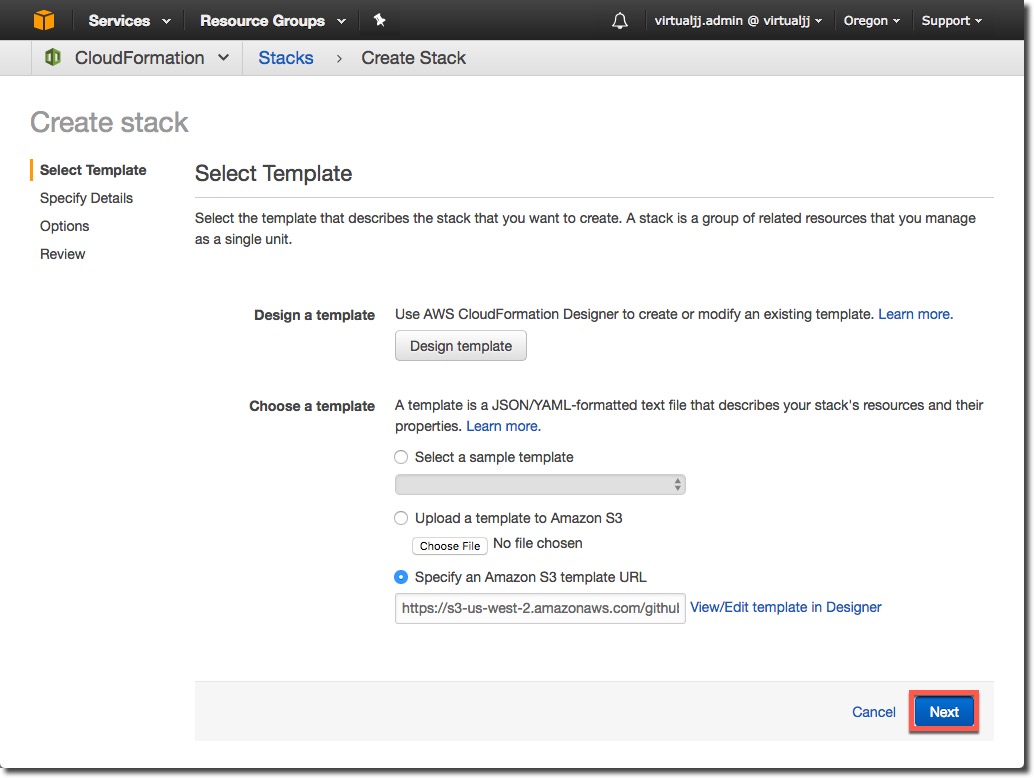 Services Resource Groups virtualjj.admin @ virtualjj Oregon Support
CloudFormation Stacks > Create Stack
Create stack
Select Template
Specify Details
Options
Review
Select Template
Select the template that describes the stack that you want to create. A stack is a group of related resources that you manage
as a single unit.
Design a template Use AWS CloudFormation Designer to create or modify an existing template. Learn more.
Design template
Choose a template A template is a JSON/YAML-formatted text file that describes your stack's resources and their
properties. Learn more.
Select a sample template
Upload a template to Amazon S3
Choose File No file chosen
Specify an Amazon S3 template URL
https://s3-us-west-2.amazonaws.com/githul View/Edit template in Designer
Cancel Next